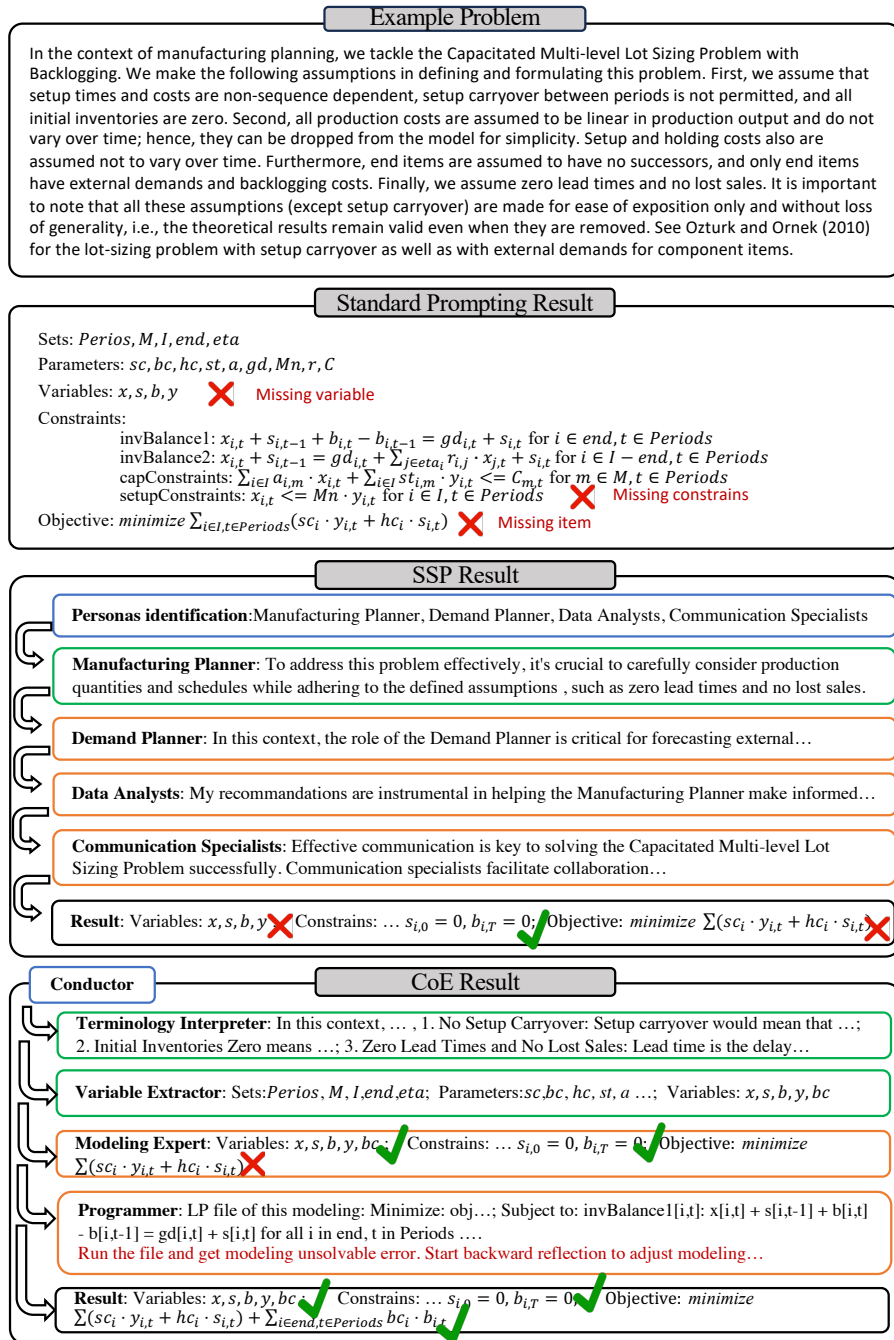 Example Problem
In the context of manufacturing planning, we tackle the Capacitated Multi-level Lot Sizing Problem with
Backlogging. We make the following assumptions in defining and formulating this problem. First, we assume that
setup times and costs are non-sequence dependent, setup carryover between periods is not permitted, and all
initial inventories are zero. Second, all production costs are assumed to be linear in production output and do not
vary over time; hence, they can be dropped from the model for simplicity. Setup and holding costs also are
assumed not to vary over time. Furthermore, end items are assumed to have no successors, and only end items
have external demands and backlogging costs. Finally, we assume zero lead times and no lost sales. It is important
to note that all these assumptions (except setup carryover) are made for ease of exposition only and without loss
of generality, i.e., the theoretical results remain valid even when they are removed. See Ozturk and Ornek (2010)
for the lot-sizing problem with setup carryover as well as with external demands for component items.
Standard Prompting Result
Sets: Perios, M, I, end, eta
Parameters: sc, bc, hc, st, a, gd, Mn, r, C
Variables: x, s, b, y Missing variable
Constraints:
invBalance1: x_{i,t} + s_{i,t-1} + b_{i,t} − b_{i,t-1} = gd_{i,t} + s_{i,t} for i ∈ end, t ∈ Periods
invBalance2: x_{i,t} + s_{i,t-1} = gd_{i,t} + ∑_{j∈eta_i} r_{i,j} · x_{j,t} + s_{i,t} for i ∈ I − end, t ∈ Periods
capConstraints: ∑_{i∈I} a_{i,m} · x_{i,t} + ∑_{i∈I} st_{i,m} · y_{i,t} <= C_{m,t} for m ∈ M, t ∈ Periods
setupConstraints: x_{i,t} <= Mn · y_{i,t} for i ∈ I, t ∈ Periods Missing constrains
Objective: minimize ∑_{i∈I,t∈Periods}(sc_i · y_{i,t} + hc_i · s_{i,t}) Missing item
SSP Result
Personas identification:Manufacturing Planner, Demand Planner, Data Analysts, Communication Specialists
Manufacturing Planner: To address this problem effectively, it's crucial to carefully consider production
quantities and schedules while adhering to the defined assumptions , such as zero lead times and no lost sales.
Demand Planner: In this context, the role of the Demand Planner is critical for forecasting external…
Data Analysts: My recommandations are instrumental in helping the Manufacturing Planner make informed…
Communication Specialists: Effective communication is key to solving the Capacitated Multi-level Lot
Sizing Problem successfully. Communication specialists facilitate collaboration…
Result: Variables: x, s, b, y Constrains: … s_{i,0} = 0, b_{i,T} = 0; Objective: minimize ∑(sc_i · y_{i,t} + hc_i · s_{i,t})
CoE Result
Conductor
Terminology Interpreter: In this context, … , 1. No Setup Carryover: Setup carryover would mean that …;
2. Initial Inventories Zero means …; 3. Zero Lead Times and No Lost Sales: Lead time is the delay…
Variable Extractor: Sets:Perios, M, I,end,eta; Parameters:sc,bc, hc, st, a …; Variables: x, s, b, y, bc
Modeling Expert: Variables: x, s, b, y, bc ; Constrains: … s_{i,0} = 0, b_{i,T} = 0; Objective: minimize
∑(sc_i · y_{i,t} + hc_i · s_{i,t})
Programmer: LP file of this modeling: Minimize: obj…; Subject to: invBalance1[i,t]: x[i,t] + s[i,t-1] + b[i,t]
- b[i,t-1] = gd[i,t] + s[i,t] for all i in end, t in Periods ….
Run the file and get modeling unsolvable error. Start backward reflection to adjust modeling…
Result: Variables: x, s, b, y, bc ; Constrains: … s_{i,0} = 0, b_{i,T} = 0; Objective: minimize
∑(sc_i · y_{i,t} + hc_i · s_{i,t}) + ∑_{i∈end,t∈Periods} bc_i · b_{i,t}